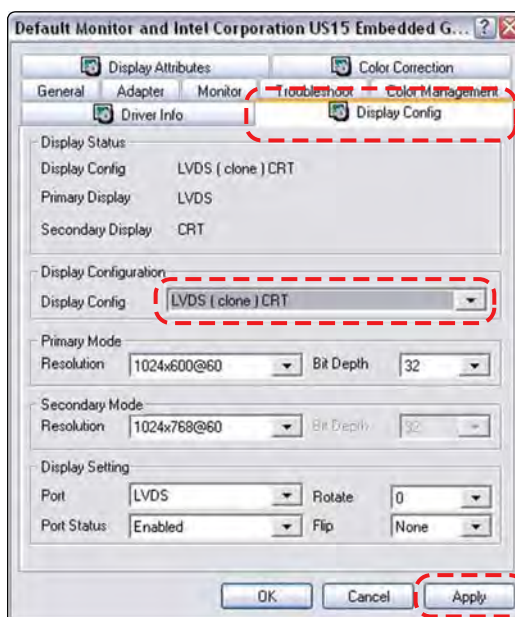 Default Monitor and Intel Corporation US15 Embedded G...
Display Attributes Color Correction
General Adapter Monitor Troubleshoot Color Management
Driver Info Display Config
Display Status
Display Config LVDS ( clone ) CRT
Primary Display LVDS
Secondary Display CRT
Display Configuration
Display Config LVDS ( clone ) CRT
Primary Mode
Resolution 1024x600@60 Bit Depth 32
Secondary Mode
Resolution 1024x768@60 Bit Depth 32
Display Setting
Port LVDS Rotate 0
Port Status Enabled Flip None
OK Cancel Apply